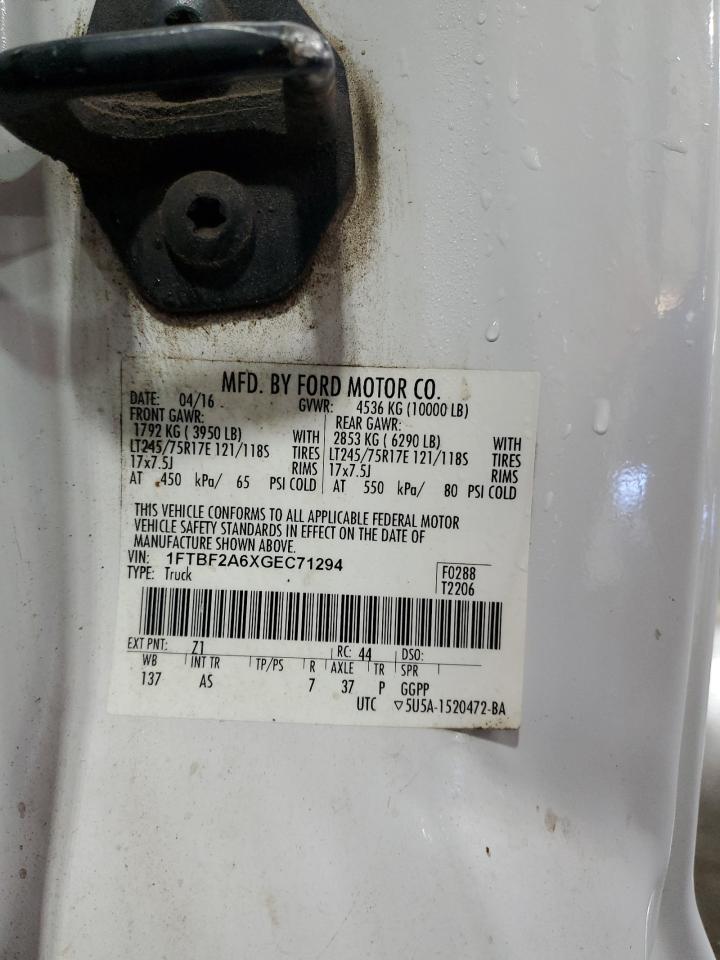 MFD. BY FORD MOTOR CO.
DATE: 04/16 GVWR: 4536 KG (10000 LB)
FRONT GAWR: REAR GAWR:
1792 KG ( 3950 LB) WITH 2853 KG ( 6290 LB) WITH
LT245/75R17E 121/118S TIRES LT245/75R17E 121/118S TIRES
17x7.5J RIMS 17x7.5J RIMS
AT 450 kPa/ 65 PSI COLD AT 550 kPa/ 80 PSI COLD
THIS VEHICLE CONFORMS TO ALL APPLICABLE FEDERAL MOTOR
VEHICLE SAFETY STANDARDS IN EFFECT ON THE DATE OF
MANUFACTURE SHOWN ABOVE.
VIN: 1FTBF2A6XGEC71294
TYPE: Truck
F0288
T2206
EXT PNT: Z1 RC: 44 DSO:
WB INT TR TP/PS R AXLE TR SPR
137 AS 7 37 P GGPP
UTC ▽5U5A-1520472-BA